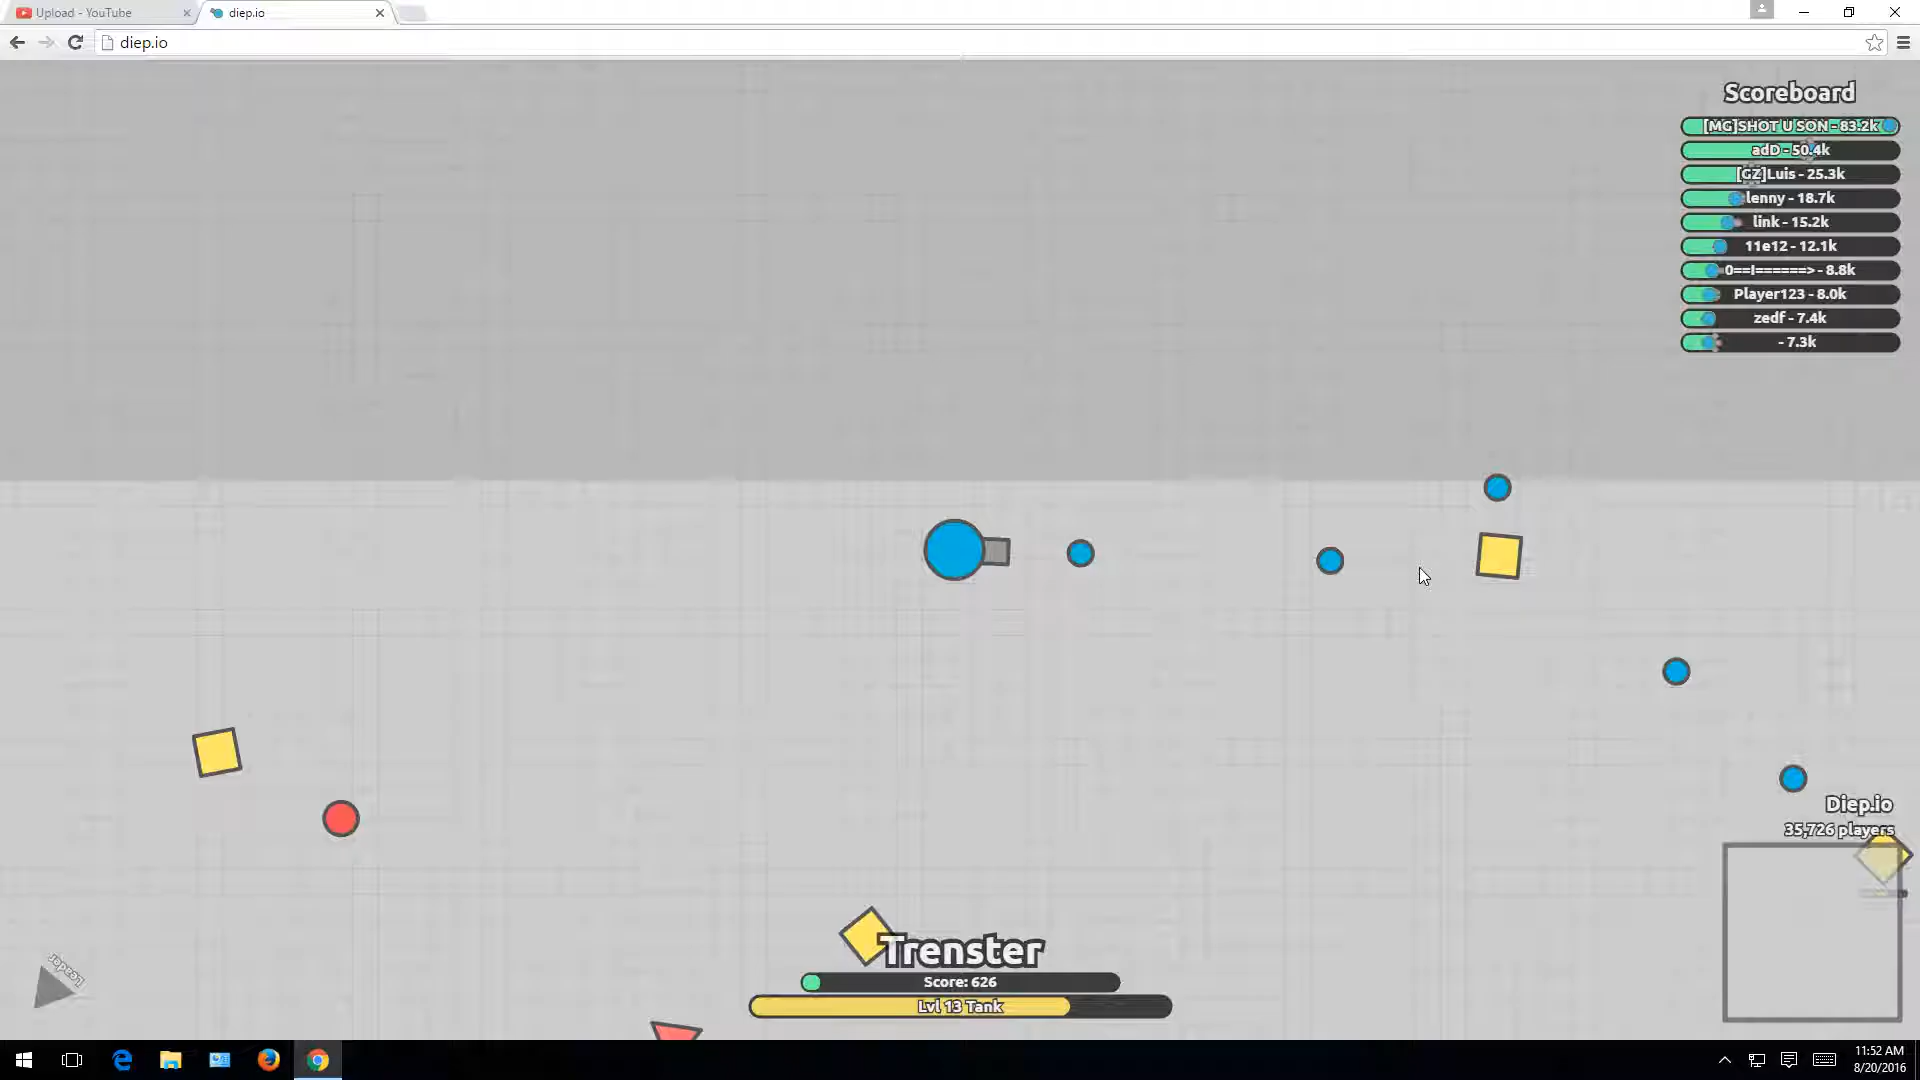 Upload - YouTube
diep.io
diep.io
Scoreboard
[MG]SHOT U SON - 83.2k
adD - 50.4k
[GZ]Luis - 25.3k
lenny - 18.7k
link - 15.2k
11e12 - 12.1k
0==I======> - 8.8k
Player123 - 8.0k
zedf - 7.4k
- 7.3k
Diep.io
35,726 players
Leader
Trenster
Score: 626
Lvl 13 Tank
11:52 AM
8/20/2016